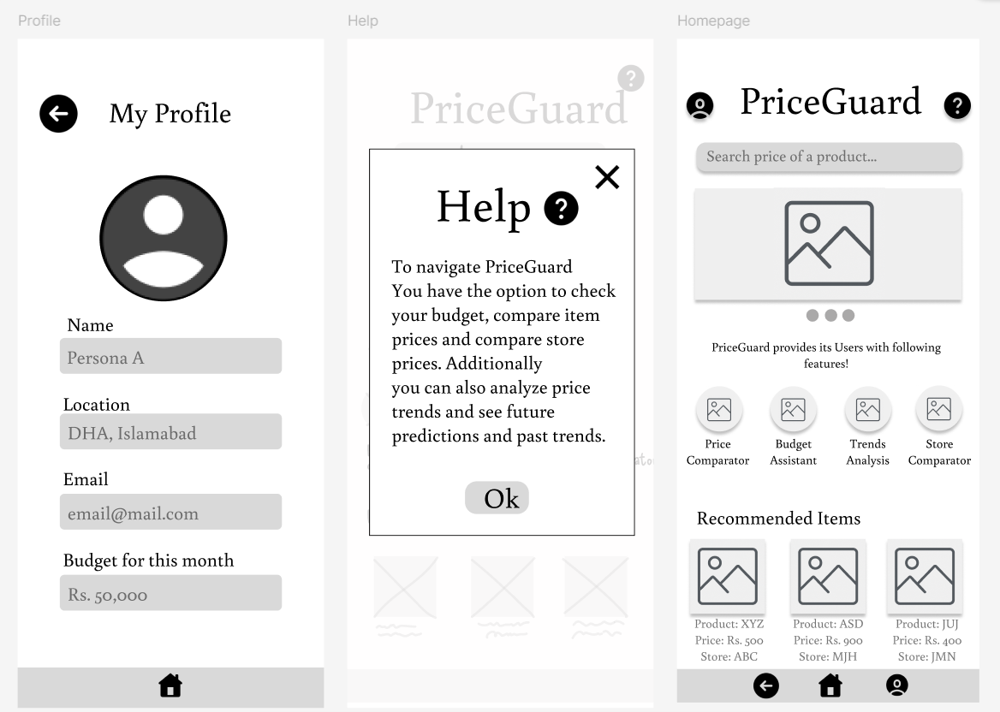 Profile
My Profile
Name
Persona A
Location
DHA, Islamabad
Email
email@mail.com
Budget for this month
Rs. 50,000
Help
?
PriceGuard
Help ?
To navigate PriceGuard
You have the option to check
your budget, compare item
prices and compare store
prices. Additionally
you can also analyze price
trends and see future
predictions and past trends.
Ok
Homepage
PriceGuard ?
Search price of a product...
PriceGuard provides its Users with following
features!
Price
Comparator
Budget
Assistant
Trends
Analysis
Store
Comparator
Recommended Items
Product: XYZ
Price: Rs. 500
Store: ABC
Product: ASD
Price: Rs. 900
Store: MJH
Product: JUJ
Price: Rs. 400
Store: JMN